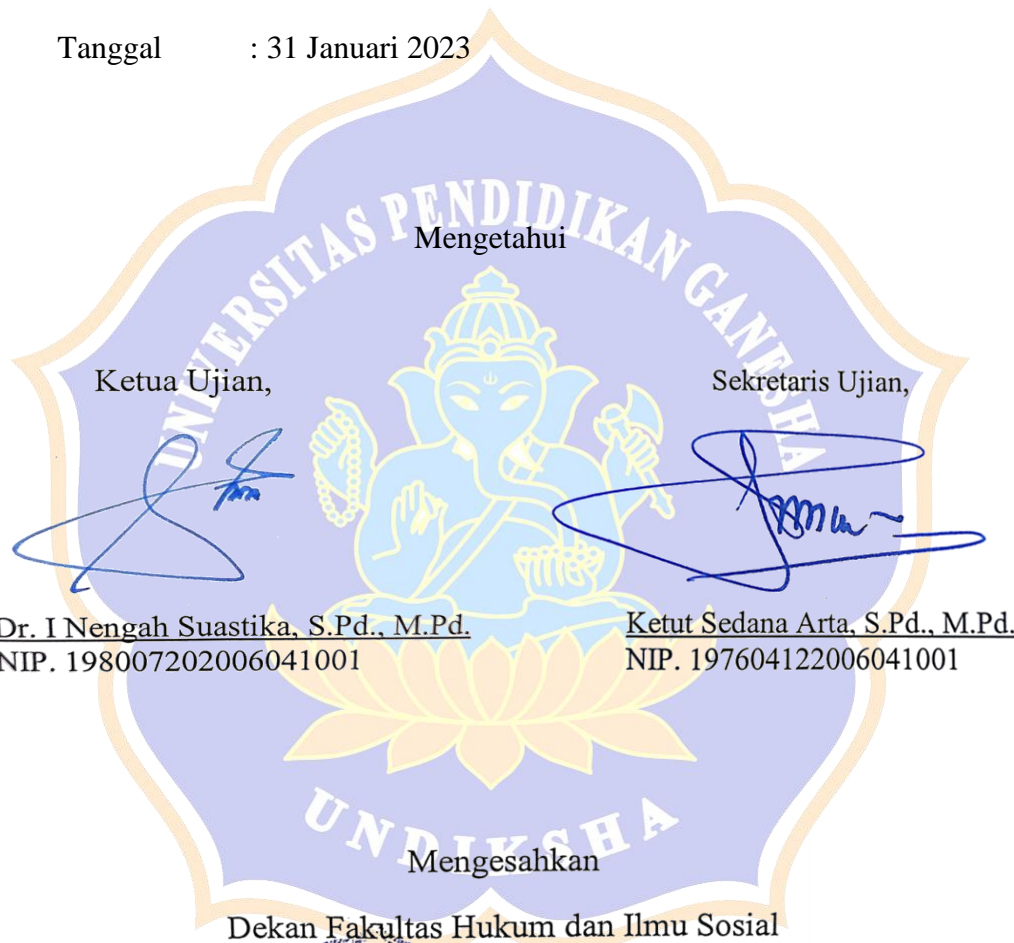 Tanggal : 31 Januari 2023
UNIVERSITAS PENDIDIKAN GANESHA
Mengetahui
Ketua Ujian,
Sekretaris Ujian,
Dr. I Nengah Suastika, S.Pd., M.Pd.
NIP. 198007202006041001
Ketut Sedana Arta, S.Pd., M.Pd.
NIP. 197604122006041001
UNDIKSHA
Mengesahkan
Dekan Fakultas Hukum dan Ilmu Sosial